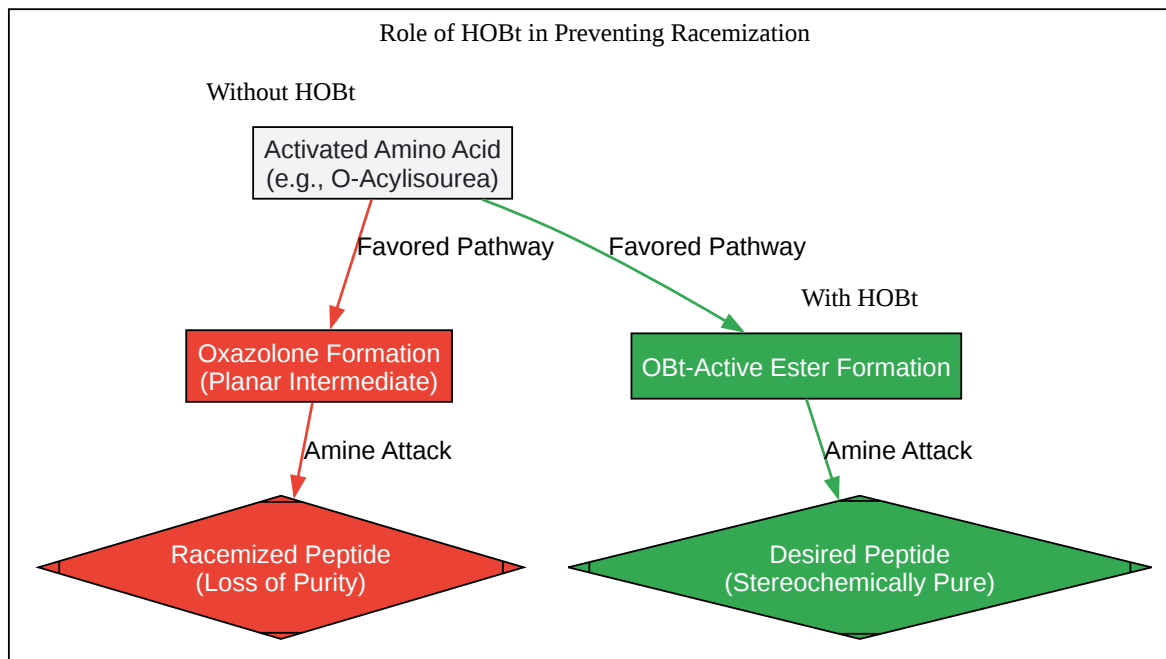 Role of HOBt in Preventing Racemization
Without HOBt
Activated Amino Acid
(e.g., O-Acylisourea)
Favored Pathway
Favored Pathway
With HOBt
Oxazolone Formation
(Planar Intermediate)
OBt-Active Ester Formation
Amine Attack
Amine Attack
Racemized Peptide
(Loss of Purity)
Desired Peptide
(Stereochemically Pure)